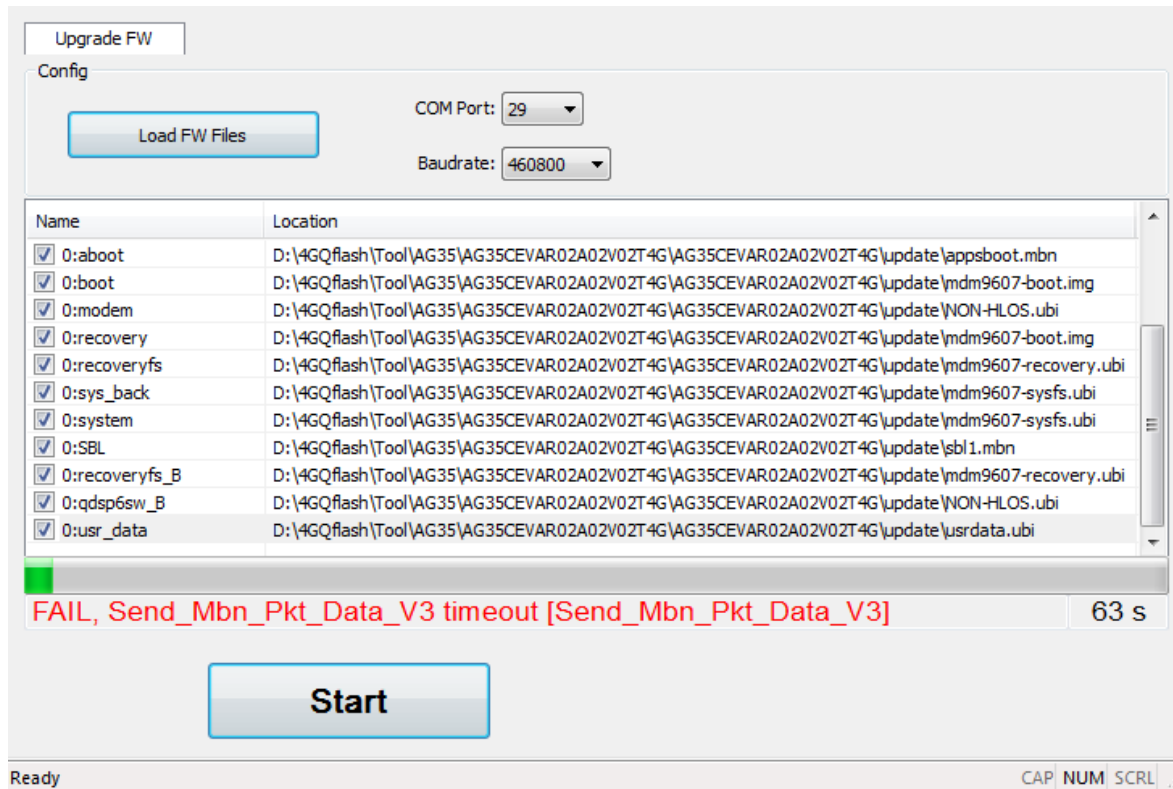 Upgrade FW
Config
Load FW Files
COM Port: 29
Baudrate: 460800
Name Location
0:aboot D:\4GQflash\Tool\AG35\AG35CEVAR02A02V02T4G\AG35CEVAR02A02V02T4G\update\appsboot.mbn
0:boot D:\4GQflash\Tool\AG35\AG35CEVAR02A02V02T4G\AG35CEVAR02A02V02T4G\update\mdm9607-boot.img
0:modem D:\4GQflash\Tool\AG35\AG35CEVAR02A02V02T4G\AG35CEVAR02A02V02T4G\update\NON-HLOS.ubi
0:recovery D:\4GQflash\Tool\AG35\AG35CEVAR02A02V02T4G\AG35CEVAR02A02V02T4G\update\mdm9607-boot.img
0:recoveryfs D:\4GQflash\Tool\AG35\AG35CEVAR02A02V02T4G\AG35CEVAR02A02V02T4G\update\mdm9607-recovery.ubi
0:sys_back D:\4GQflash\Tool\AG35\AG35CEVAR02A02V02T4G\AG35CEVAR02A02V02T4G\update\mdm9607-sysfs.ubi
0:system D:\4GQflash\Tool\AG35\AG35CEVAR02A02V02T4G\AG35CEVAR02A02V02T4G\update\mdm9607-sysfs.ubi
0:SBL D:\4GQflash\Tool\AG35\AG35CEVAR02A02V02T4G\AG35CEVAR02A02V02T4G\update\sbl1.mbn
0:recoveryfs_B D:\4GQflash\Tool\AG35\AG35CEVAR02A02V02T4G\AG35CEVAR02A02V02T4G\update\mdm9607-recovery.ubi
0:qdsp6sw_B D:\4GQflash\Tool\AG35\AG35CEVAR02A02V02T4G\AG35CEVAR02A02V02T4G\update\NON-HLOS.ubi
0:usr_data D:\4GQflash\Tool\AG35\AG35CEVAR02A02V02T4G\AG35CEVAR02A02V02T4G\update\usrdata.ubi
FAIL, Send_Mbn_Pkt_Data_V3 timeout [Send_Mbn_Pkt_Data_V3] 63 s
Start
Ready CAP NUM SCRL